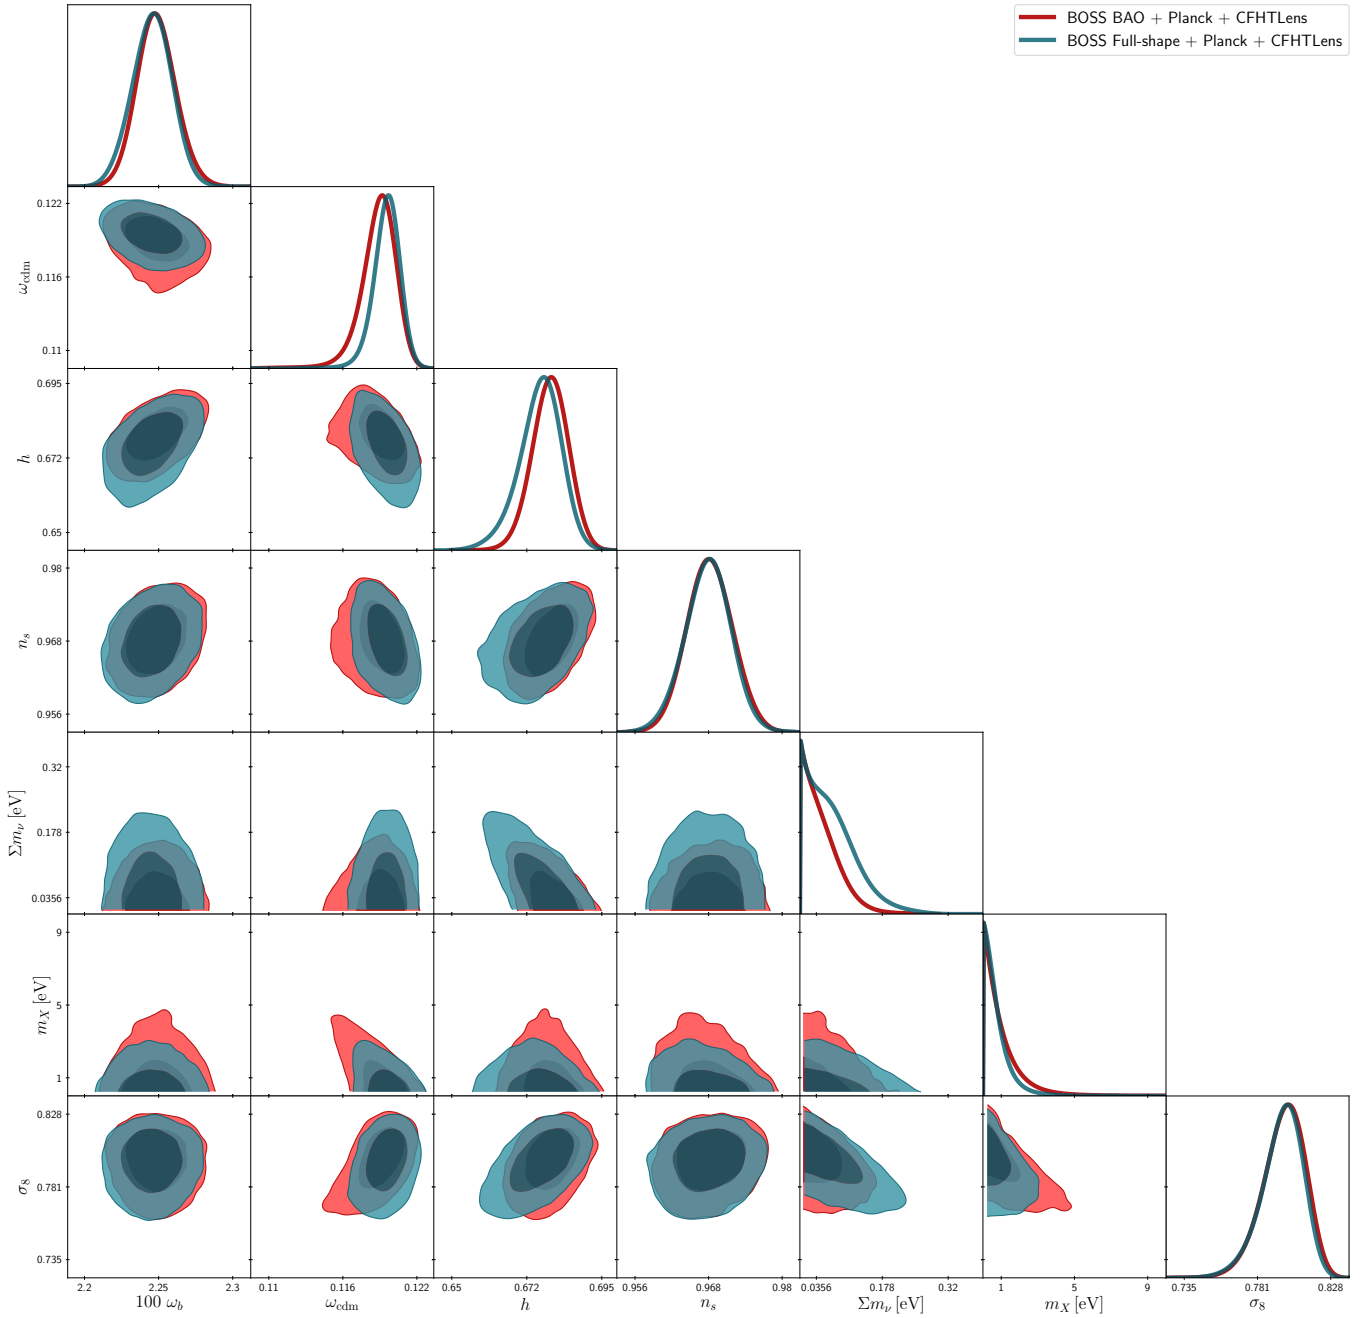 BOSS BAO + Planck + CFHTLens
BOSS Full-shape + Planck + CFHTLens
0.122
0.116
0.11
ω_cdm
0.695
0.672
0.65
h
0.98
0.968
0.956
n_s
0.32
0.178
0.0356
Σm_ν [eV]
9
5
1
m_X [eV]
0.828
0.781
0.735
σ_8
2.2 2.25 2.3 0.11 0.116 0.122 0.65 0.672 0.695 0.956 0.968 0.98 0.0356 0.178 0.32 1 5 9 0.735 0.781 0.828
100 ω_b ω_cdm h n_s Σm_ν [eV] m_X [eV] σ_8